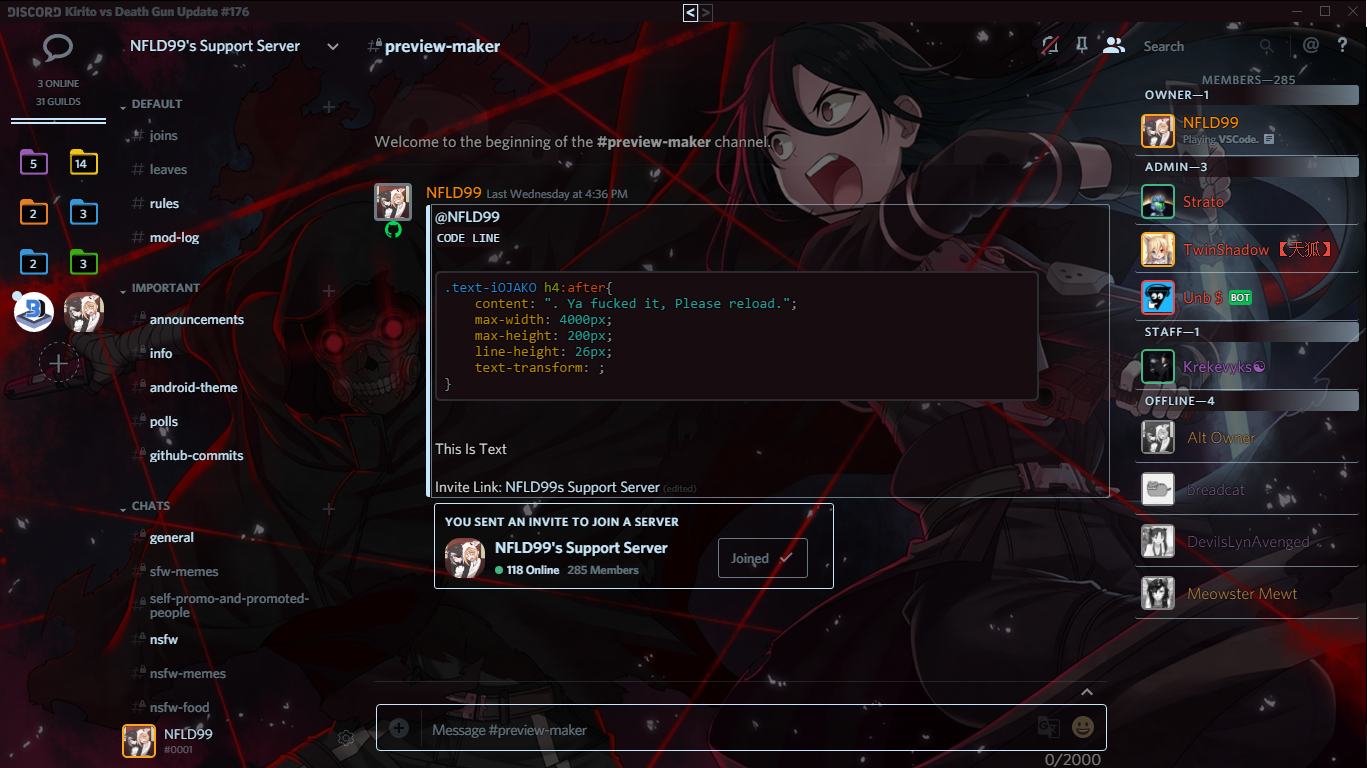 DISCORD Kirito vs Death Gun Update #176
< >
3 ONLINE
31 GUILDS
5
14
2
3
2
3
NFLD99's Support Server
DEFAULT
# joins
# leaves
# rules
# mod-log
IMPORTANT
# announcements
# info
# android-theme
# polls
# github-commits
CHATS
# general
# sfw-memes
# self-promo-and-promoted-
people
# nsfw
# nsfw-memes
# nsfw-food
NFLD99
#0001
# preview-maker
Search
@ ?
Welcome to the beginning of the #preview-maker channel.
NFLD99 Last Wednesday at 4:36 PM
@NFLD99
CODE LINE
.text-iOJAKO h4:after{
content: ". Ya fucked it, Please reload.";
max-width: 4000px;
max-height: 200px;
line-height: 26px;
text-transform: ;
}
This Is Text
Invite Link: NFLD99s Support Server (edited)
YOU SENT AN INVITE TO JOIN A SERVER
NFLD99's Support Server
118 Online 285 Members
Joined
Message #preview-maker
0/2000
MEMBERS—285
OWNER—1
NFLD99
Playing VSCode.
ADMIN—3
Strato
TwinShadow 【天狐】
Unb $ BOT
STAFF—1
Krekevyks☯
OFFLINE—4
Alt Owner
breadcat
DevilsLynAvenged
Meowster Mewt